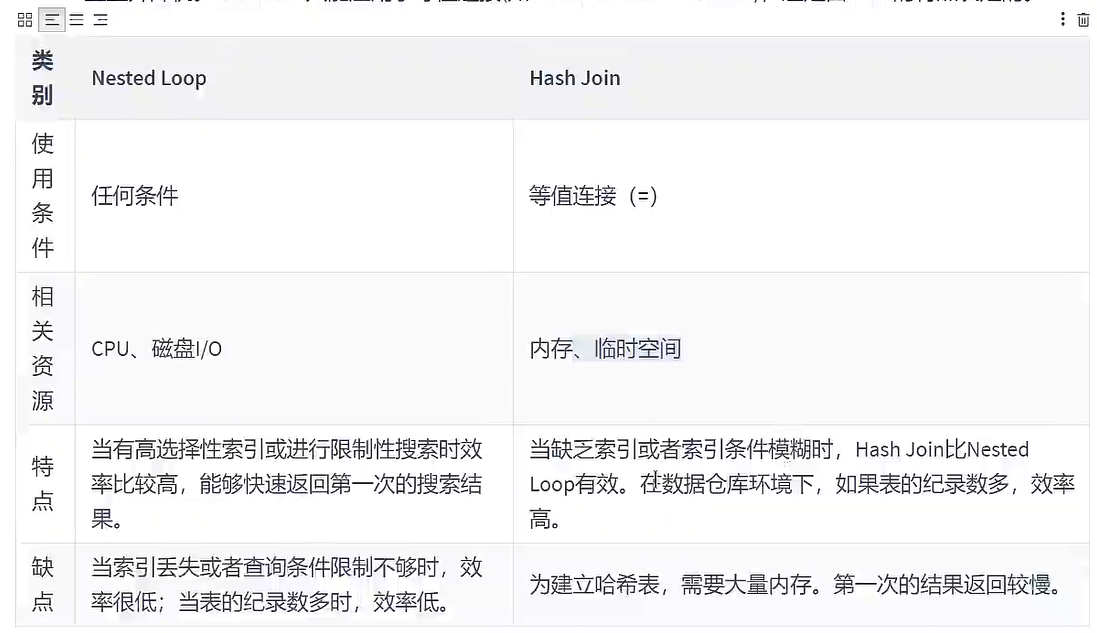 类别
Nested Loop
Hash Join
使用条件
任何条件
等值连接（=）
相关资源
CPU、磁盘I/O
内存、临时空间
特点
当有高选择性索引或进行限制性搜索时效
率比较高，能够快速返回第一次的搜索结
果。
当缺乏索引或者索引条件模糊时，Hash Join比Nested
Loop有效。在数据仓库环境下，如果表的纪录数多，效率
高。
缺点
当索引丢失或者查询条件限制不够时，效
率很低；当表的纪录数多时，效率低。
为建立哈希表，需要大量内存。第一次的结果返回较慢。